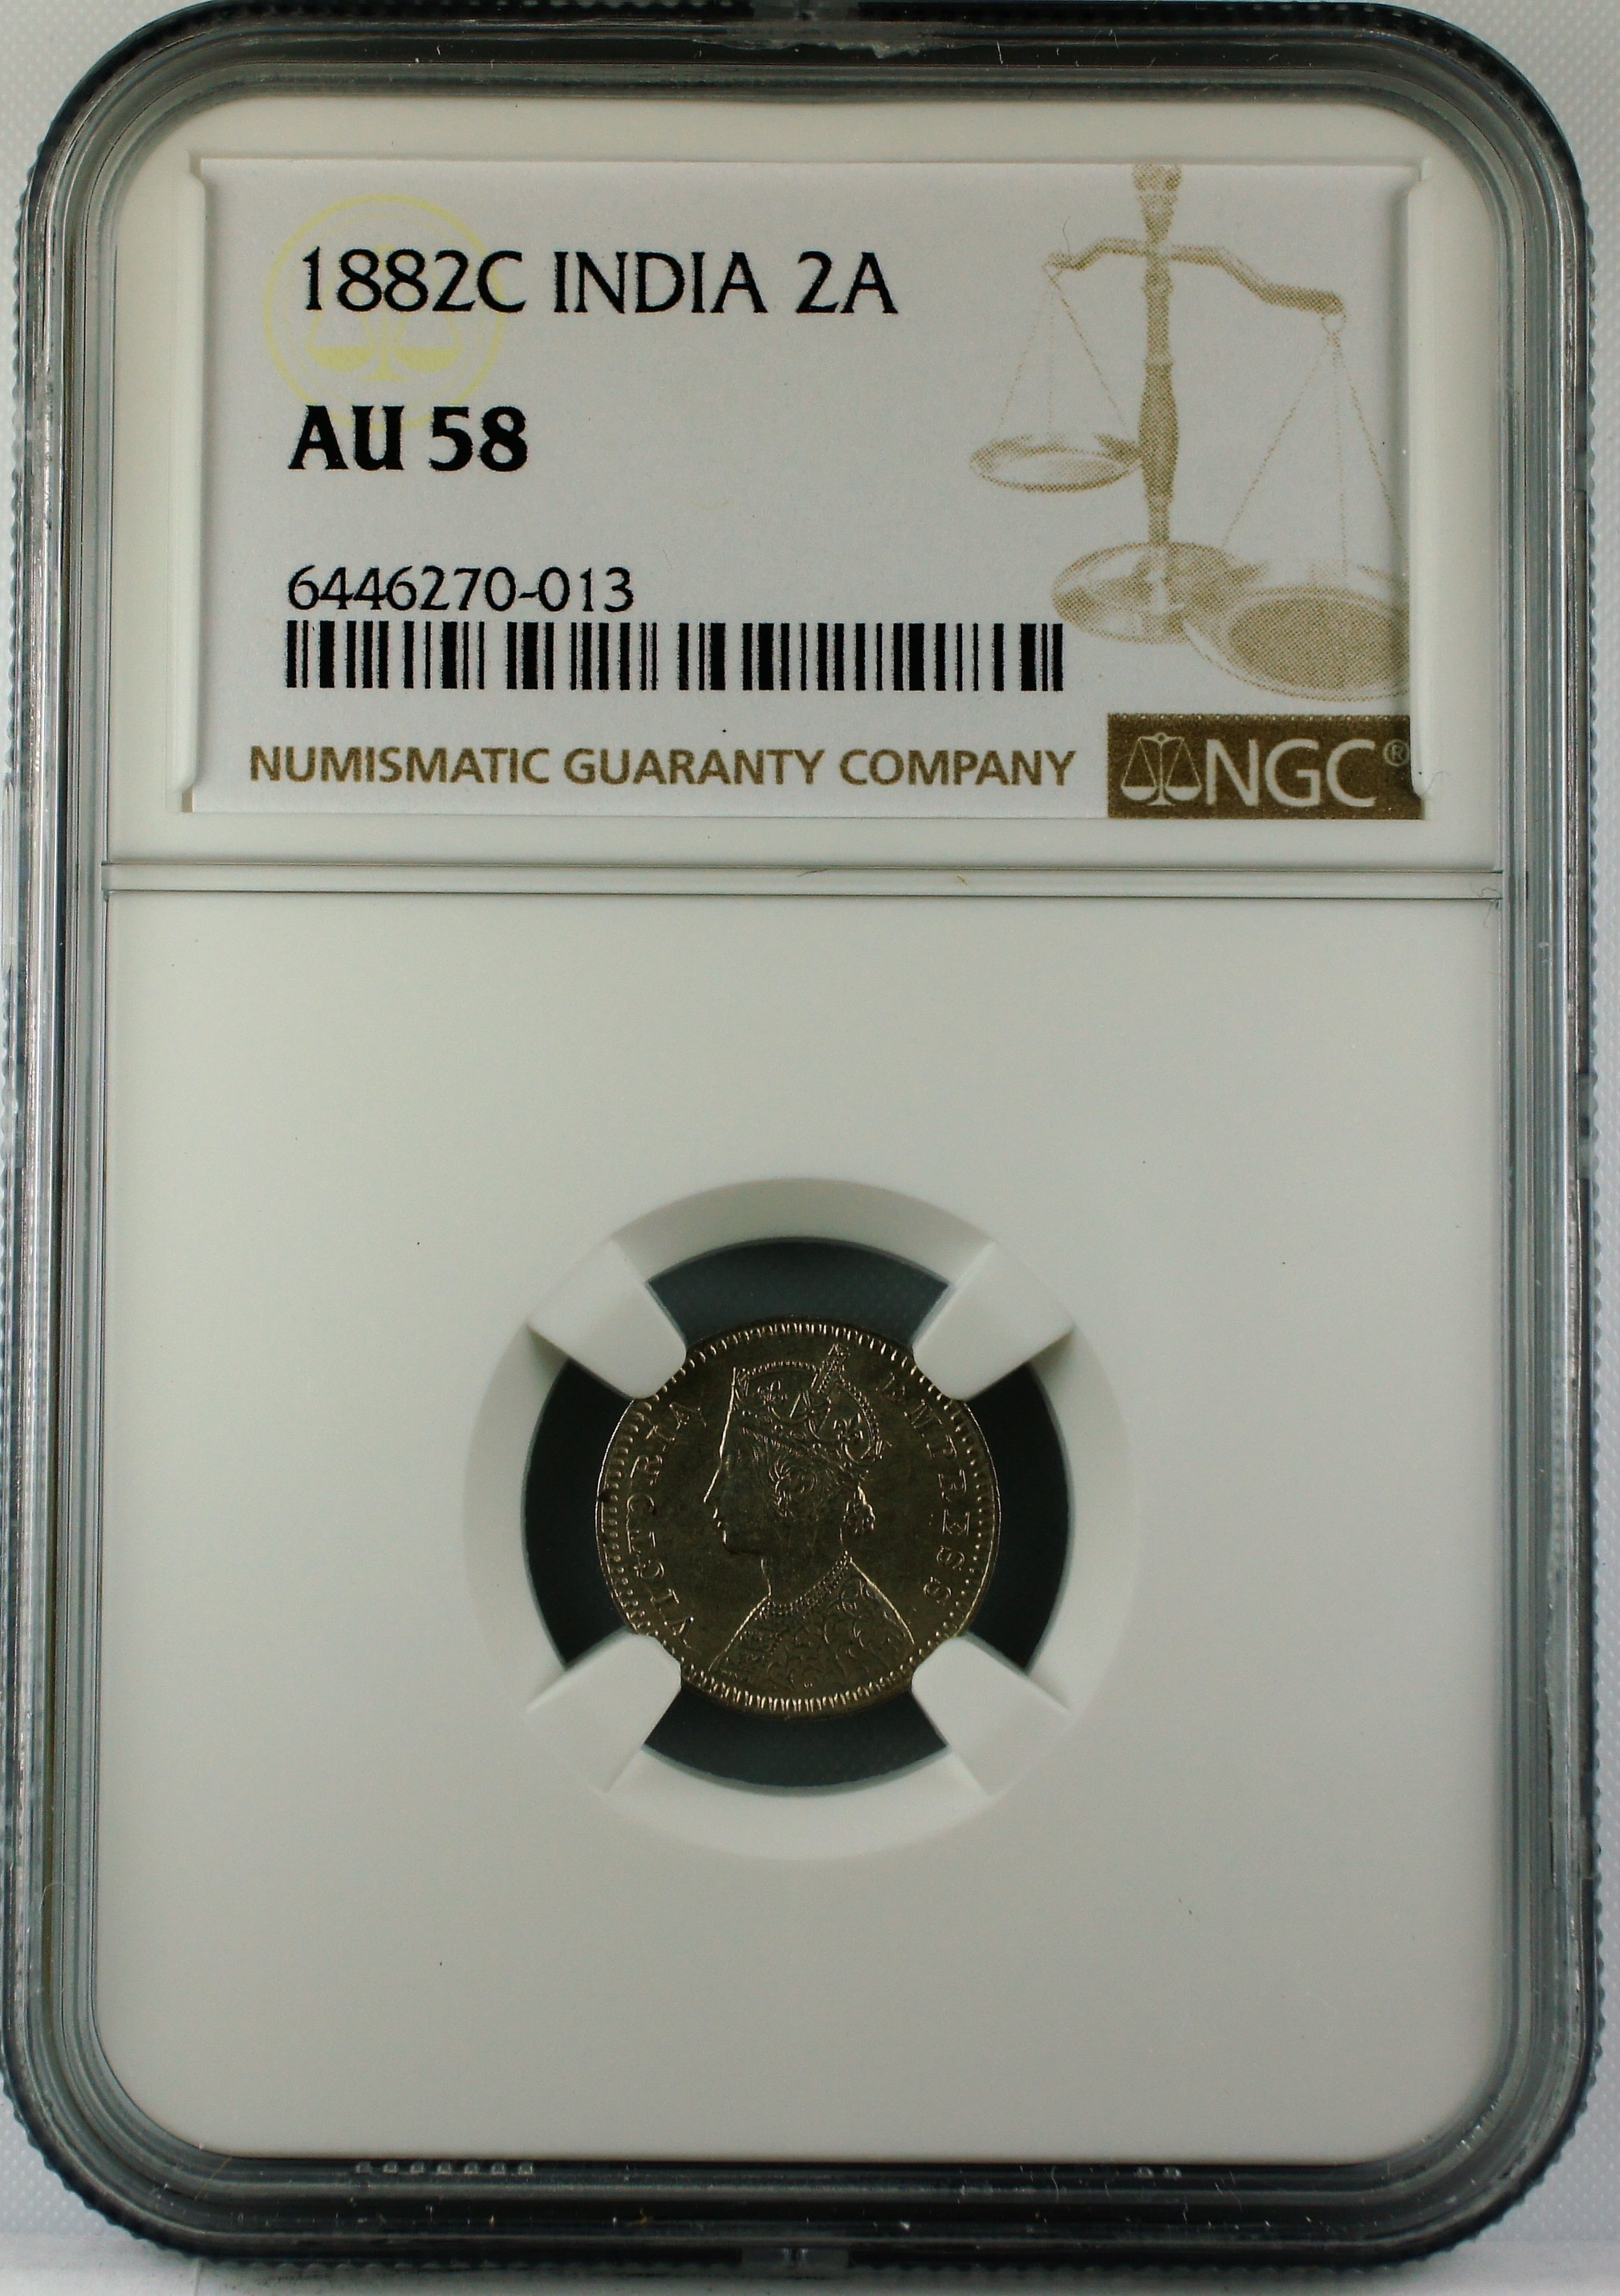 1882C INDIA 2A
AU 58
6446270-013
NUMISMATIC GUARANTY COMPANY
NGC®
VICTORIA EMPRESS